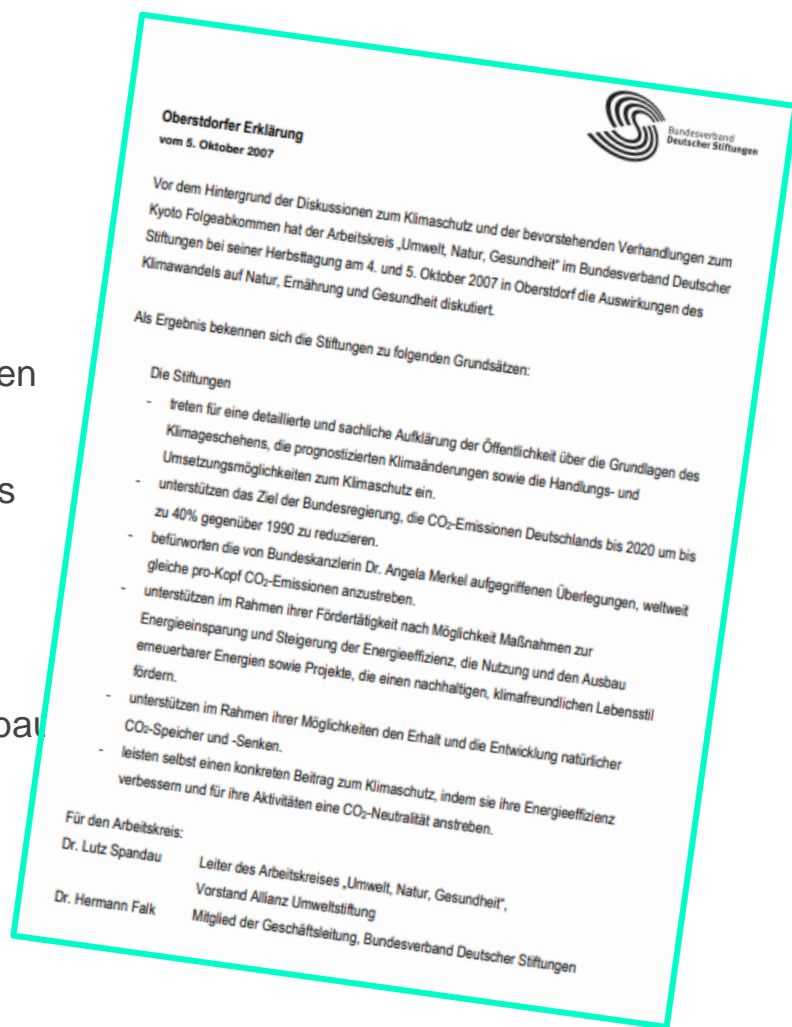 Bundesverband
Deutscher Stiftungen
Oberstdorfer Erklärung
vom 5. Oktober 2007
Vor dem Hintergrund der Diskussionen zum Klimaschutz und der bevorstehenden Verhandlungen zum
Kyoto Folgeabkommen hat der Arbeitskreis „Umwelt, Natur, Gesundheit" im Bundesverband Deutscher
Stiftungen bei seiner Herbsttagung am 4. und 5. Oktober 2007 in Oberstdorf die Auswirkungen des
Klimawandels auf Natur, Ernährung und Gesundheit diskutiert.
Als Ergebnis bekennen sich die Stiftungen zu folgenden Grundsätzen:
Die Stiftungen
- treten für eine detaillierte und sachliche Aufklärung der Öffentlichkeit über die Grundlagen des
Klimageschehens, die prognostizierten Klimaänderungen sowie die Handlungs- und
Umsetzungsmöglichkeiten zum Klimaschutz ein.
- unterstützen das Ziel der Bundesregierung, die CO₂-Emissionen Deutschlands bis 2020 um bis
zu 40% gegenüber 1990 zu reduzieren.
- befürworten die von Bundeskanzlerin Dr. Angela Merkel aufgegriffenen Überlegungen, weltweit
gleiche pro-Kopf CO₂-Emissionen anzustreben.
- unterstützen im Rahmen ihrer Fördertätigkeit nach Möglichkeit Maßnahmen zur
Energieeinsparung und Steigerung der Energieeffizienz, die Nutzung und den Ausbau
erneuerbarer Energien sowie Projekte, die einen nachhaltigen, klimafreundlichen Lebensstil
fördern.
- unterstützen im Rahmen ihrer Möglichkeiten den Erhalt und die Entwicklung natürlicher
CO₂-Speicher und -Senken.
- leisten selbst einen konkreten Beitrag zum Klimaschutz, indem sie ihre Energieeffizienz
verbessern und für ihre Aktivitäten eine CO₂-Neutralität anstreben.
Für den Arbeitskreis:
Dr. Lutz Spandau Leiter des Arbeitskreises „Umwelt, Natur, Gesundheit",
Vorstand Allianz Umweltstiftung
Dr. Hermann Falk Mitglied der Geschäftsleitung, Bundesverband Deutscher Stiftungen